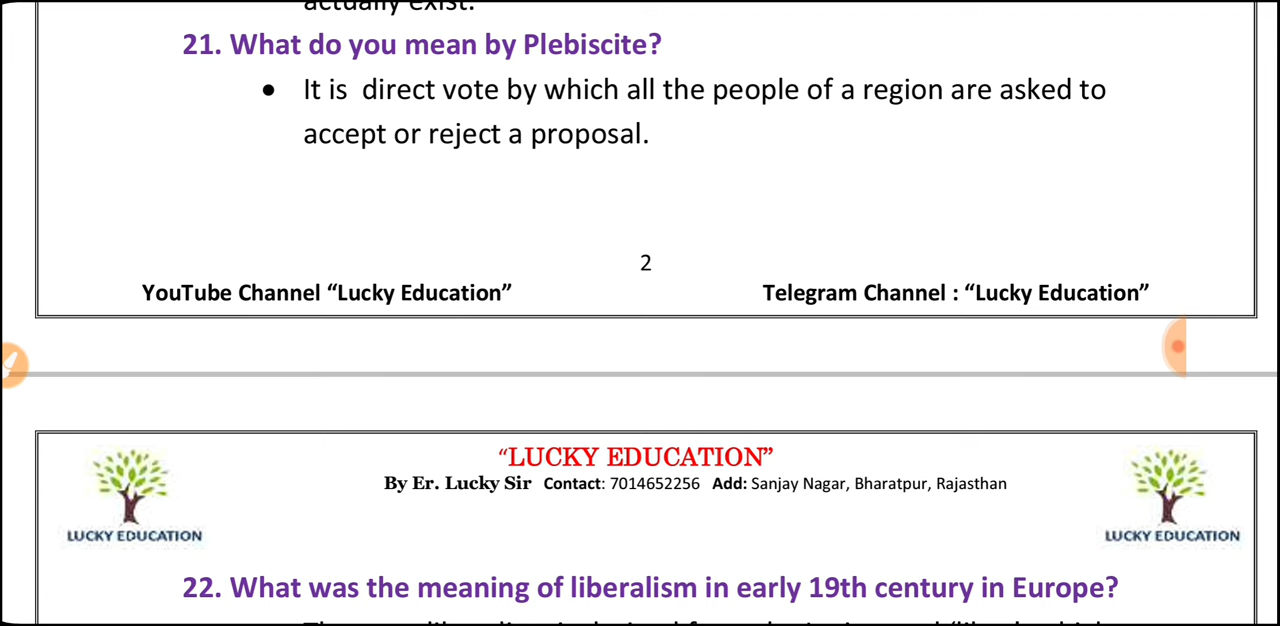 actually exist.
21. What do you mean by Plebiscite?
• It is direct vote by which all the people of a region are asked to
accept or reject a proposal.
2
YouTube Channel “Lucky Education”
Telegram Channel : “Lucky Education”
“LUCKY EDUCATION”
By Er. Lucky Sir Contact: 7014652256 Add: Sanjay Nagar, Bharatpur, Rajasthan
LUCKY EDUCATION
LUCKY EDUCATION
22. What was the meaning of liberalism in early 19th century in Europe?